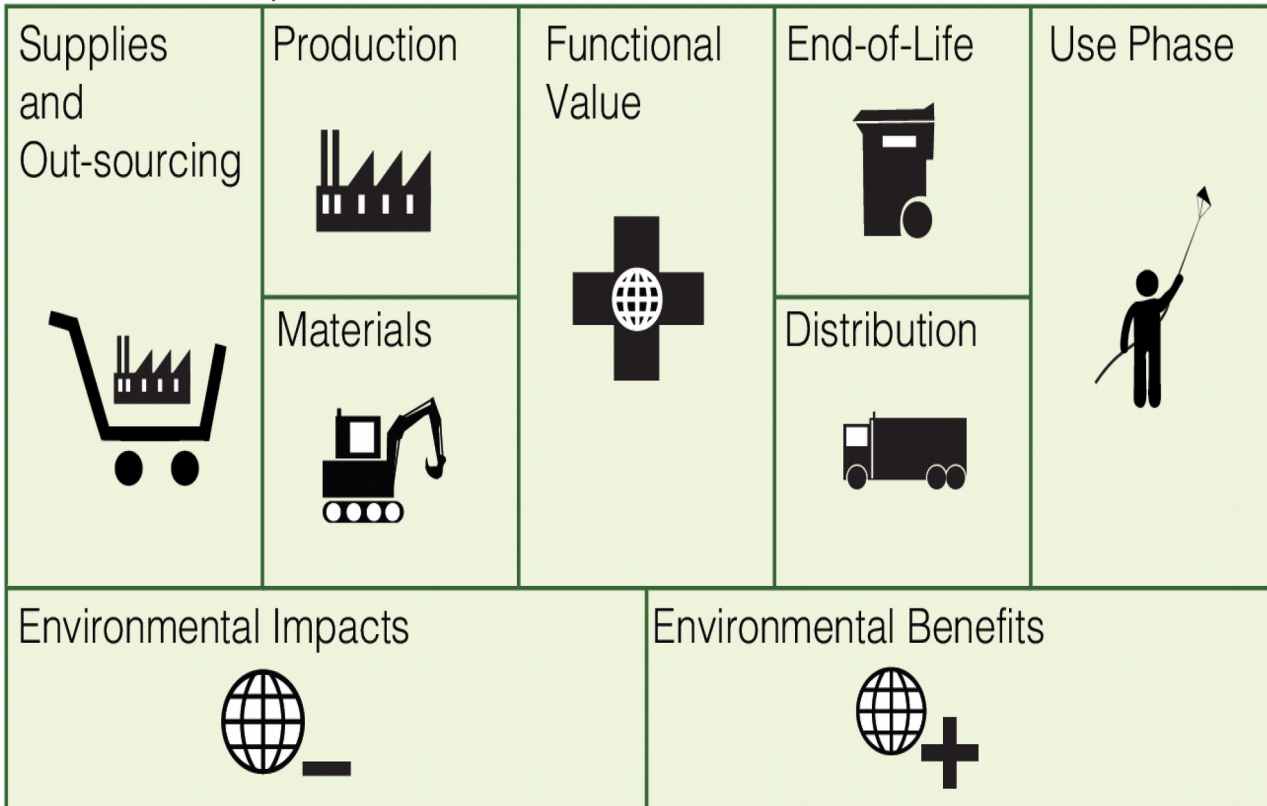 Supplies
and
Out-sourcing
Production
Materials
Functional
Value
End-of-Life
Distribution
Use Phase
Environmental Impacts
Environmental Benefits